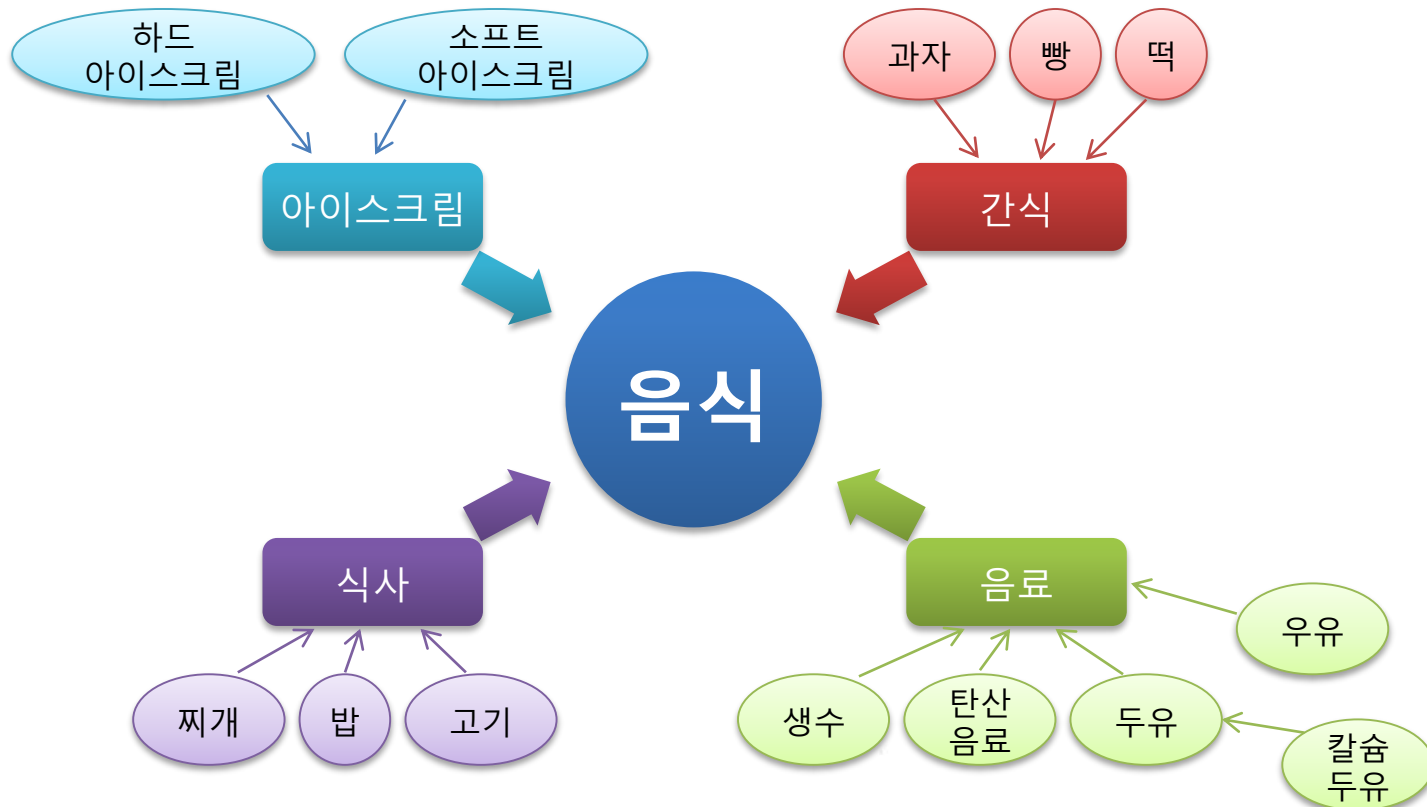 하드
아이스크림
소프트
아이스크림
과자
빵
떡
아이스크림
간식
음식
식사
음료
우유
찌개
밥
고기
생수
탄산
음료
두유
칼슘
두유